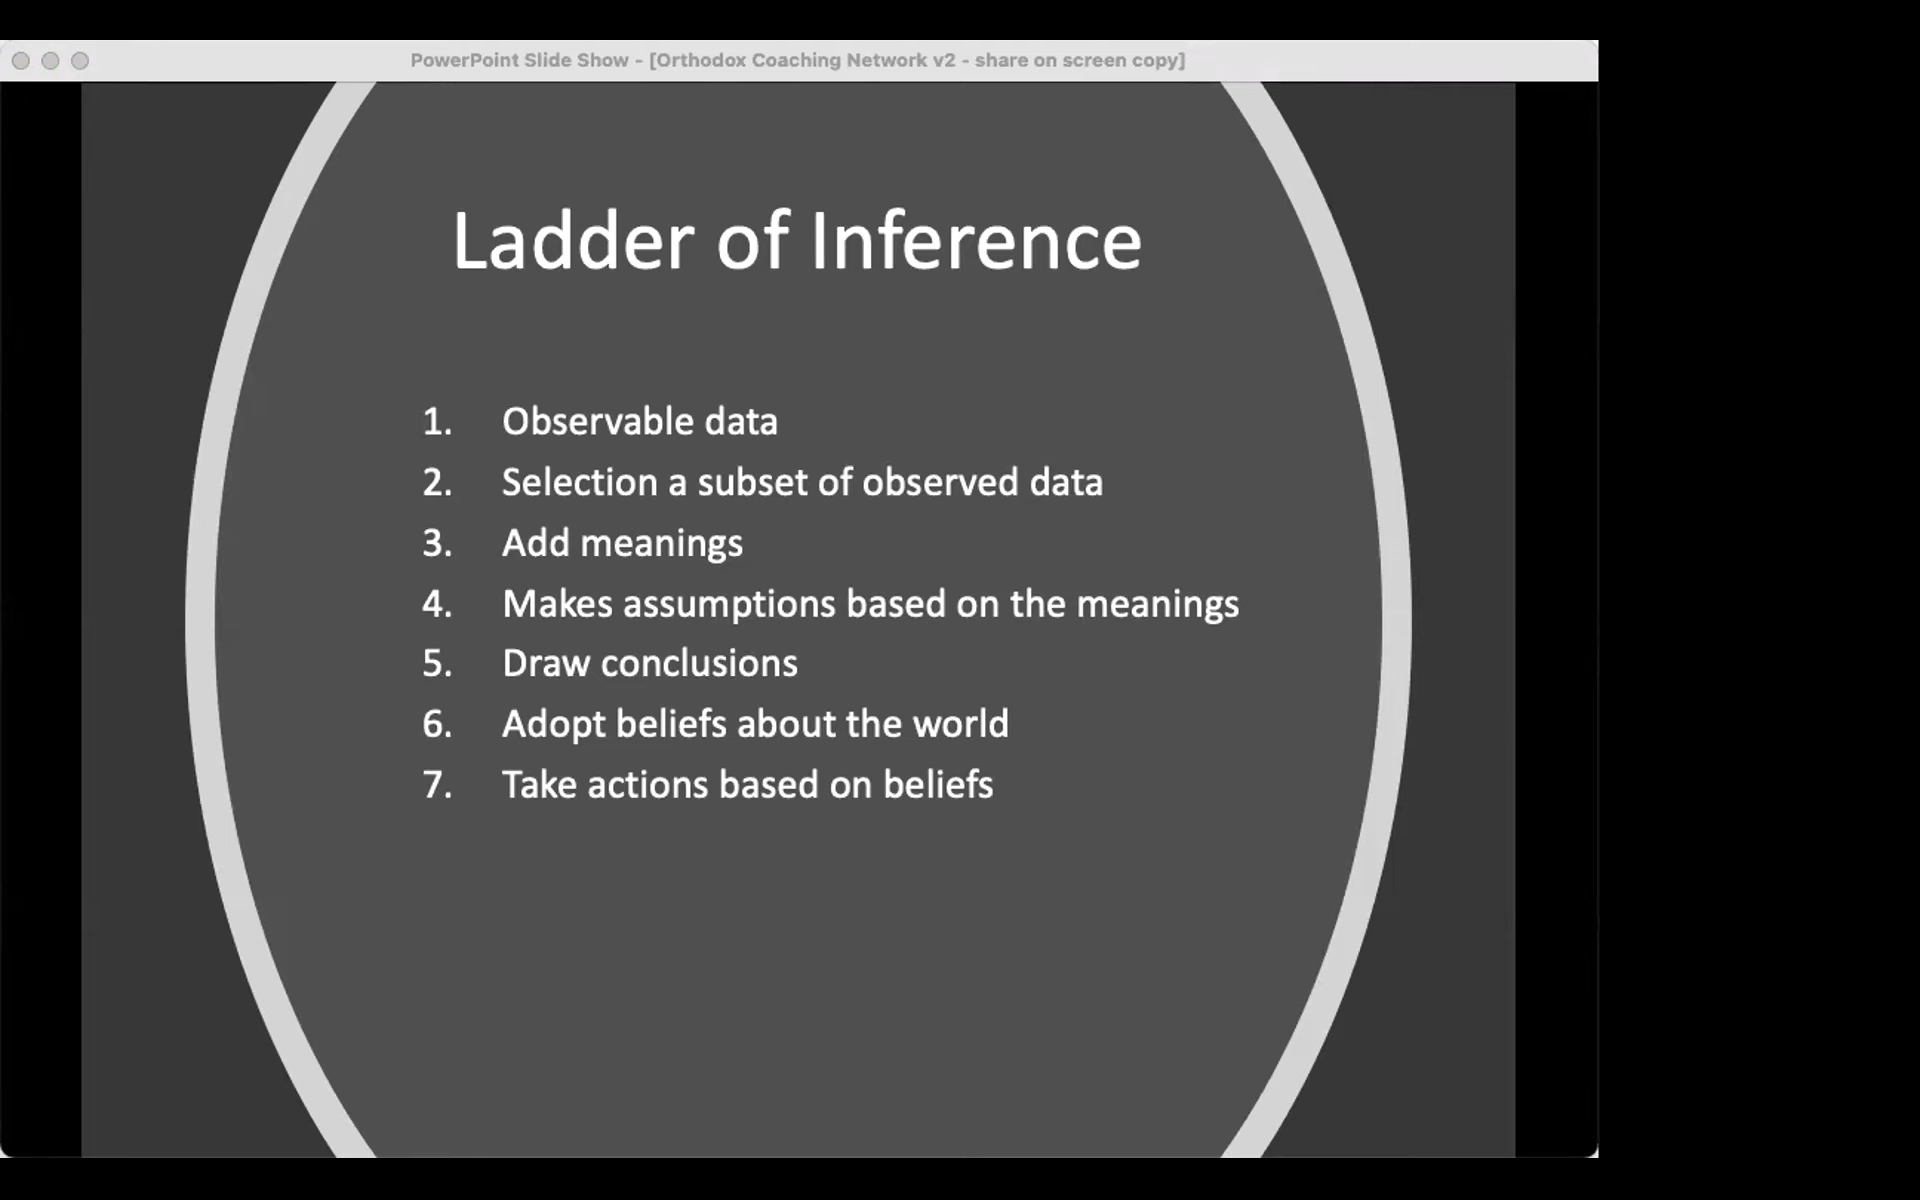 PowerPoint Slide Show - [Orthodox Coaching Network v2 - share on screen copy]
Ladder of Inference
1. Observable data
2. Selection a subset of observed data
3. Add meanings
4. Makes assumptions based on the meanings
5. Draw conclusions
6. Adopt beliefs about the world
7. Take actions based on beliefs